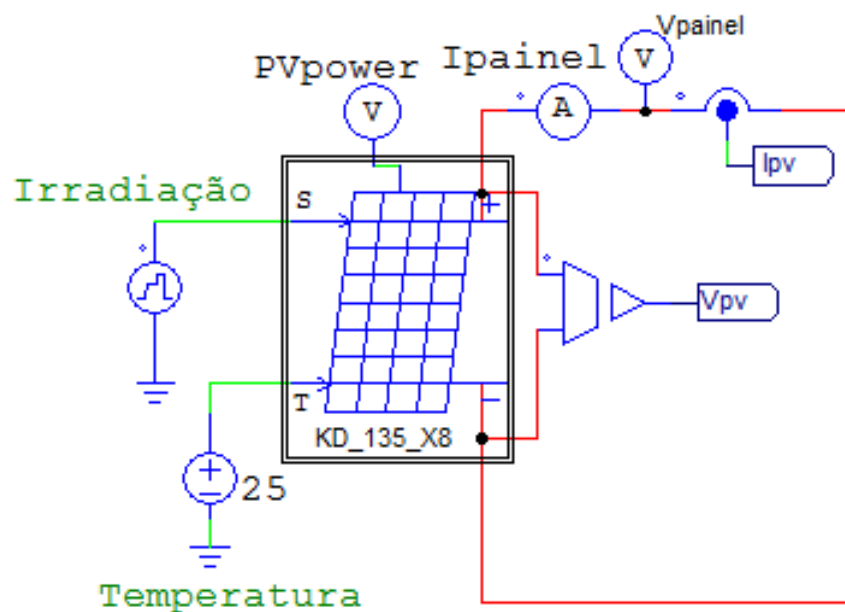 Vpainel
PVpower
Ipainel
V
V
A
Ipv
Irradiação
S
+
Vpv
T
−
KD_135_X8
+
−
25
Temperatura